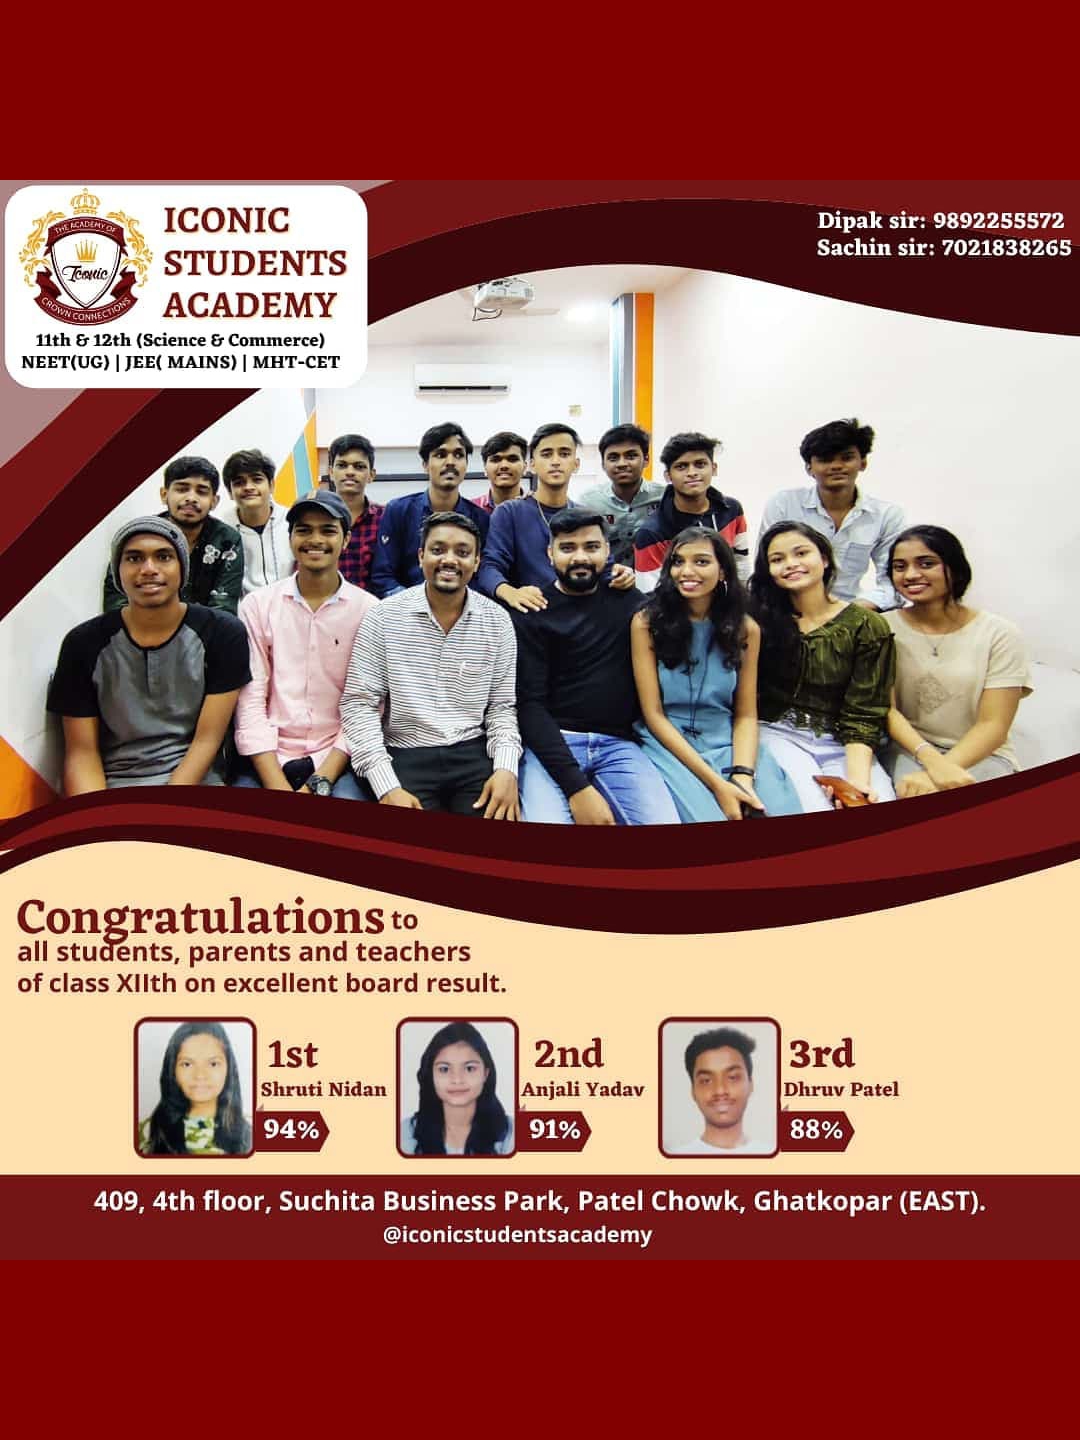 THE ACADEMY OF
Iconic
CROWN CONNECTIONS
ICONIC
STUDENTS
ACADEMY
11th & 12th (Science & Commerce)
NEET(UG) | JEE( MAINS) | MHT-CET
Dipak sir: 9892255572
Sachin sir: 7021838265
Congratulations to
all students, parents and teachers
of class XIIth on excellent board result.
1st
Shruti Nidan
94%
2nd
Anjali Yadav
91%
3rd
Dhruv Patel
88%
409, 4th floor, Suchita Business Park, Patel Chowk, Ghatkopar (EAST).
@iconicstudentsacademy